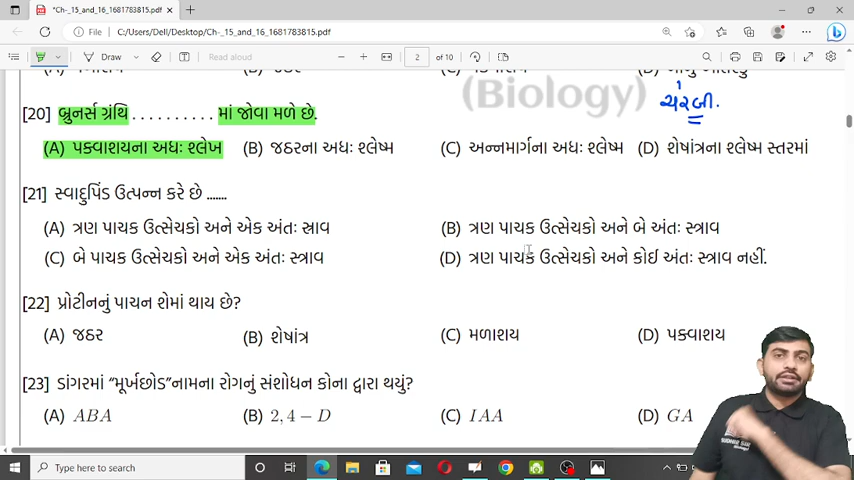 *Ch-_15_and_16_1681783815.pdf
File
C:/Users/Dell/Desktop/Ch-_15_and_16_1681783815.pdf
Draw
Read aloud
2
of 10
(Biology)
ચરબી.
[20] બ્રુનર્સ ગ્રંથિ .......... માં જોવા મળે છે.
(A) પક્વાશયના અધઃ શ્લેખ (B) જઠરના અધઃ શ્લેષ્મ (C) અન્નમાર્ગના અધઃ શ્લેષ્મ (D) શેષાંત્રના શ્લેષ્મ સ્તરમાં
[21] સ્વાદુપિંડ ઉત્પન્ન કરે છે .......
(A) ત્રણ પાચક ઉત્સેચકો અને એક અંતઃ સ્રાવ (B) ત્રણ પાચક ઉત્સેચકો અને બે અંતઃ સ્ત્રાવ
(C) બે પાચક ઉત્સેચકો અને એક અંતઃ સ્ત્રાવ (D) ત્રણ પાચક ઉત્સેચકો અને કોઈ અંતઃ સ્ત્રાવ નહીં.
[22] પ્રોટીનનું પાચન શેમાં થાય છે?
(A) જઠર (B) શેષાંત્ર (C) મળાશય (D) પક્વાશય
[23] ડાંગરમાં “મૂર્ખછોડ”નામના રોગનું સંશોધન કોના દ્વારા થયું?
(A) ABA (B) 2, 4 – D (C) IAA (D) GA
Type here to search